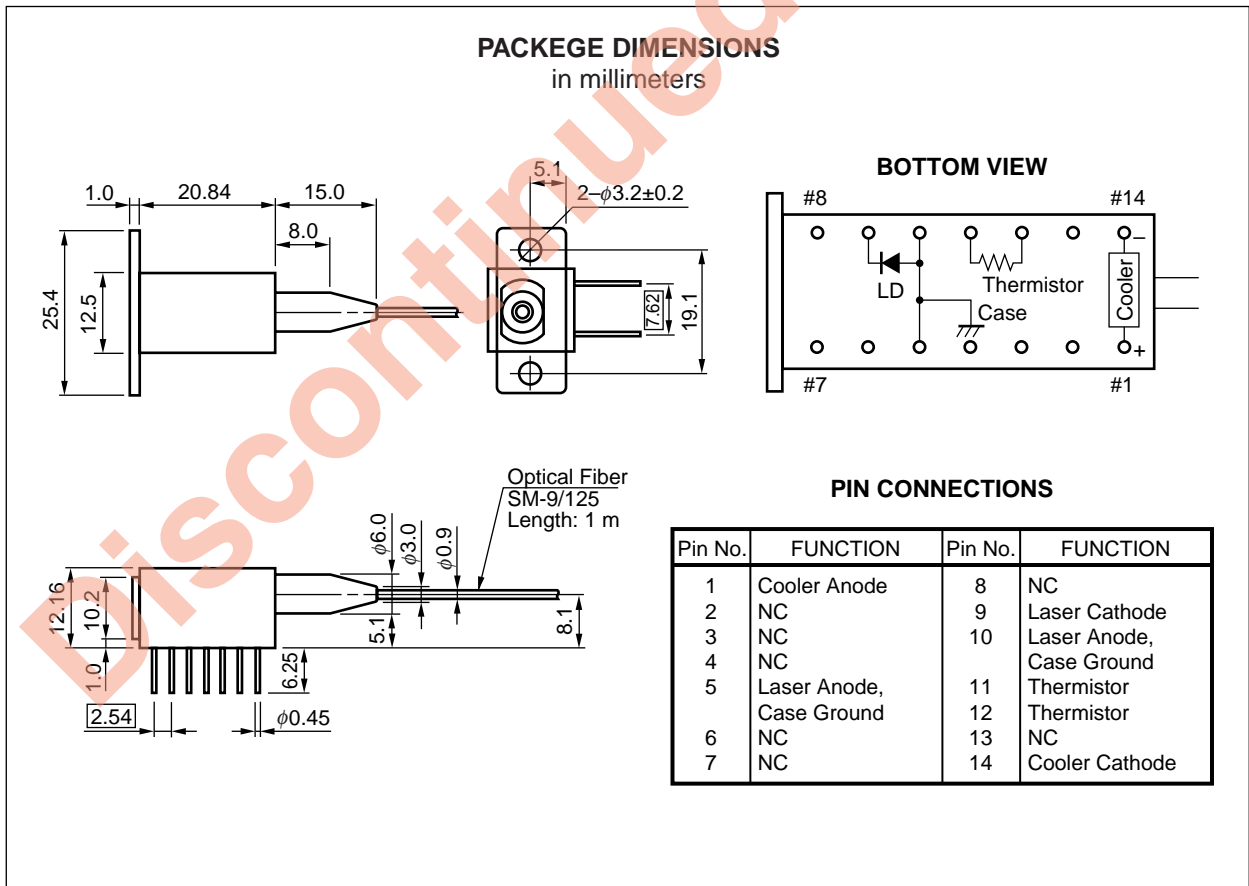 PACKEGE DIMENSIONS
in millimeters
1.0
20.84
15.0
8.0
25.4
12.5
5.1
2–ϕ3.2±0.2
7.62
19.1
BOTTOM VIEW
#8
#14
–
LD
Thermistor
Case
Cooler
+
#7
#1
Optical Fiber
SM-9/125
Length: 1 m
ϕ6.0
ϕ3.0
ϕ0.9
12.16
10.2
1.0
5.1
8.1
6.25
2.54
ϕ0.45
PIN CONNECTIONS
Pin No. FUNCTION Pin No. FUNCTION
1 Cooler Anode 8 NC
2 NC 9 Laser Cathode
3 NC 10 Laser Anode,
4 NC Case Ground
5 Laser Anode, 11 Thermistor
Case Ground 12 Thermistor
6 NC 13 NC
7 NC 14 Cooler Cathode
Discontinued